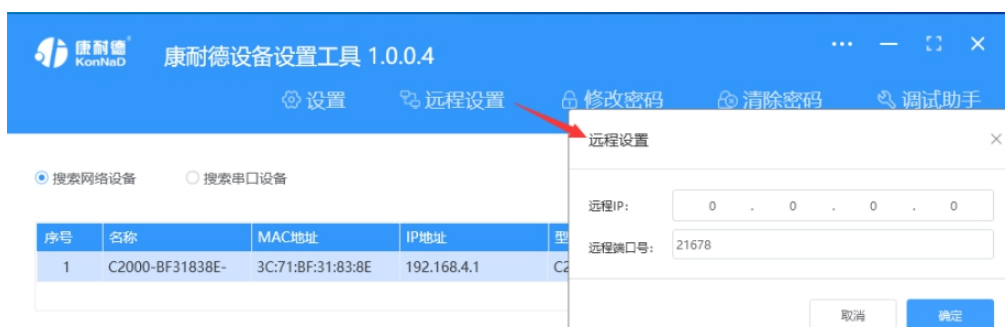 康耐德® KonNaD 康耐德设备设置工具 1.0.0.4
设置 远程设置 修改密码 清除密码 调试助手
远程设置
搜索网络设备 搜索串口设备
远程IP: 0 . 0 . 0 . 0
序号 名称 MAC地址 IP地址 型
远程端口号: 21678
1 C2000-BF31838E- 3C:71:BF:31:83:8E 192.168.4.1 C2
取消 确定